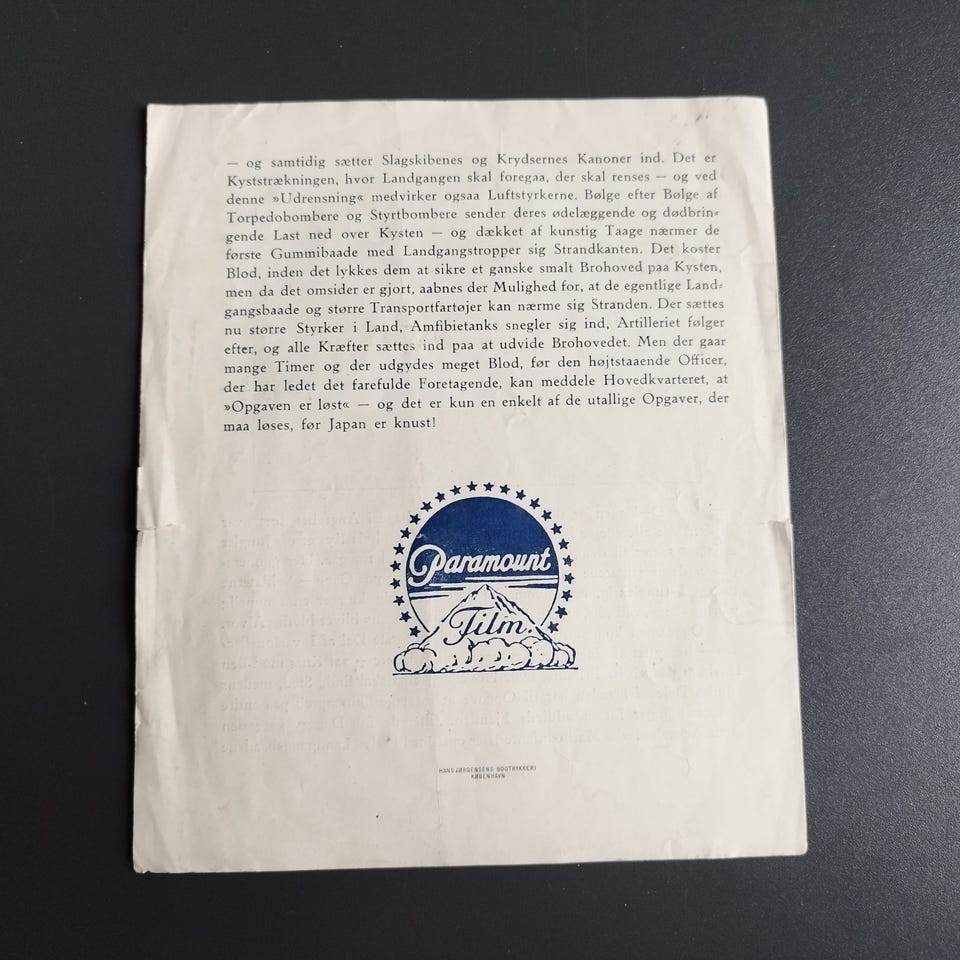 — og samtidig sætter Slagskibenes og Krydsernes Kanoner ind. Det er
Kyststrækningen, hvor Landgangen skal foregaa, der skal renses — og ved
denne »Udrensning« medvirker ogsaa Luftstyrkerne. Bølge efter Bølge af
Torpedobombere og Styrtbombere sender deres ødelæggende og dødbrin-
gende Last ned over Kysten — og dækket af kunstig Taage nærmer de
første Gummibaade med Landgangstropper sig Strandkanten. Det koster
Blod, inden det lykkes dem at sikre et ganske smalt Brohoved paa Kysten,
men da det omsider er gjort, aabnes der Mulighed for, at de egentlige Land-
gangsbaade og større Transportfartøjer kan nærme sig Stranden. Der sættes
nu større Styrker i Land, Amfibietanks snegler sig ind, Artilleriet følger
efter, og alle Kræfter sættes ind paa at udvide Brohovedet. Men der gaar
mange Timer og der udgydes meget Blod, før den højtstaaende Officer,
der har ledet det farefulde Foretagende, kan meddele Hovedkvarteret, at
»Opgaven er løst« — og det er kun en enkelt af de utallige Opgaver, der
maa løses, før Japan er knust!
Paramount
Film.
HANS JØRGENSENS BOGTRYKKERI
KØBENHAVN